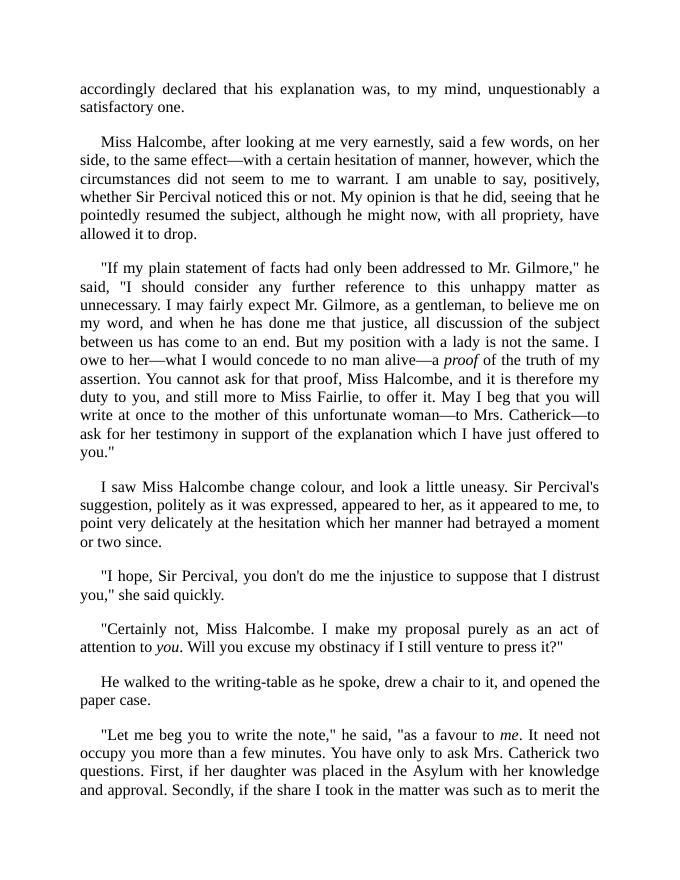 accordingly declared that his explanation was, to my mind, unquestionably a
satisfactory one.
Miss Halcombe, after looking at me very earnestly, said a few words, on her
side, to the same effect—with a certain hesitation of manner, however, which the
circumstances did not seem to me to warrant. I am unable to say, positively,
whether Sir Percival noticed this or not. My opinion is that he did, seeing that he
pointedly resumed the subject, although he might now, with all propriety, have
allowed it to drop.
"If my plain statement of facts had only been addressed to Mr. Gilmore," he
said, "I should consider any further reference to this unhappy matter as
unnecessary. I may fairly expect Mr. Gilmore, as a gentleman, to believe me on
my word, and when he has done me that justice, all discussion of the subject
between us has come to an end. But my position with a lady is not the same. I
owe to her—what I would concede to no man alive—a proof of the truth of my
assertion. You cannot ask for that proof, Miss Halcombe, and it is therefore my
duty to you, and still more to Miss Fairlie, to offer it. May I beg that you will
write at once to the mother of this unfortunate woman—to Mrs. Catherick—to
ask for her testimony in support of the explanation which I have just offered to
you."
I saw Miss Halcombe change colour, and look a little uneasy. Sir Percival's
suggestion, politely as it was expressed, appeared to her, as it appeared to me, to
point very delicately at the hesitation which her manner had betrayed a moment
or two since.
"I hope, Sir Percival, you don't do me the injustice to suppose that I distrust
you," she said quickly.
"Certainly not, Miss Halcombe. I make my proposal purely as an act of
attention to you. Will you excuse my obstinacy if I still venture to press it?"
He walked to the writing-table as he spoke, drew a chair to it, and opened the
paper case.
"Let me beg you to write the note," he said, "as a favour to me. It need not
occupy you more than a few minutes. You have only to ask Mrs. Catherick two
questions. First, if her daughter was placed in the Asylum with her knowledge
and approval. Secondly, if the share I took in the matter was such as to merit the